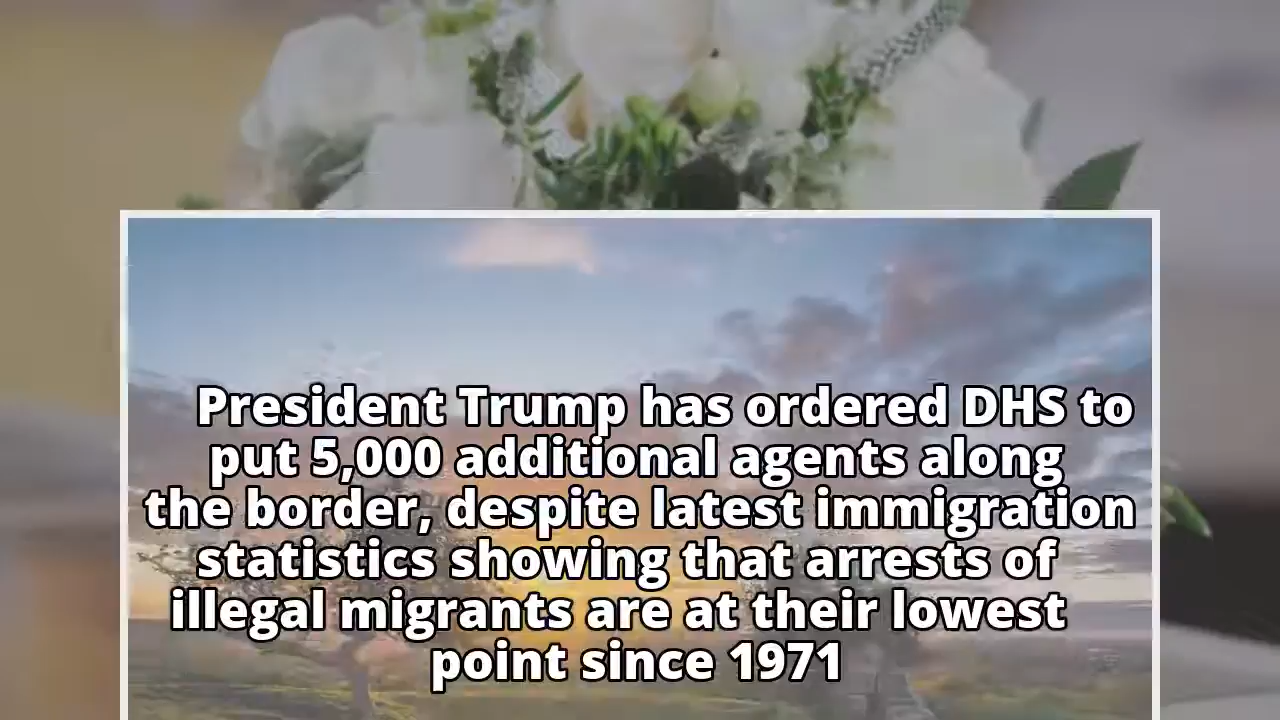 President Trump has ordered DHS to
put 5,000 additional agents along
the border, despite latest immigration
statistics showing that arrests of
illegal migrants are at their lowest
point since 1971